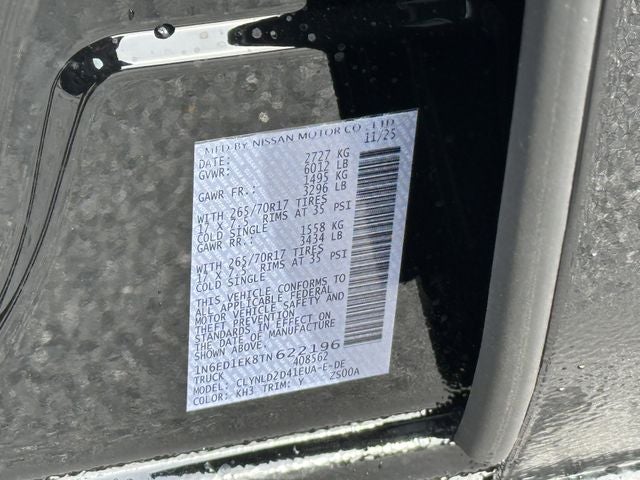 MFD BY NISSAN MOTOR CO., LTD
DATE: 11/25
GVWR: 2727 KG
6012 LB
GAWR FR.: 1495 KG
3296 LB
WITH 265/70R17 TIRES
17 X 7.5 RIMS AT 35 PSI
COLD SINGLE
GAWR RR.: 1558 KG
3434 LB
WITH 265/70R17 TIRES
17 X 7.5 RIMS AT 35 PSI
COLD SINGLE
THIS VEHICLE CONFORMS TO
ALL APPLICABLE FEDERAL
MOTOR VEHICLE SAFETY AND
THEFT PREVENTION
STANDARDS IN EFFECT ON
THE DATE OF MANUFACTURE
SHOWN ABOVE.
1N6ED1EK8TN622196
TRUCK 408562
MODEL: CLYNLD2D41EUA-E-DE
COLOR: KH3 TRIM: Y ZS00A